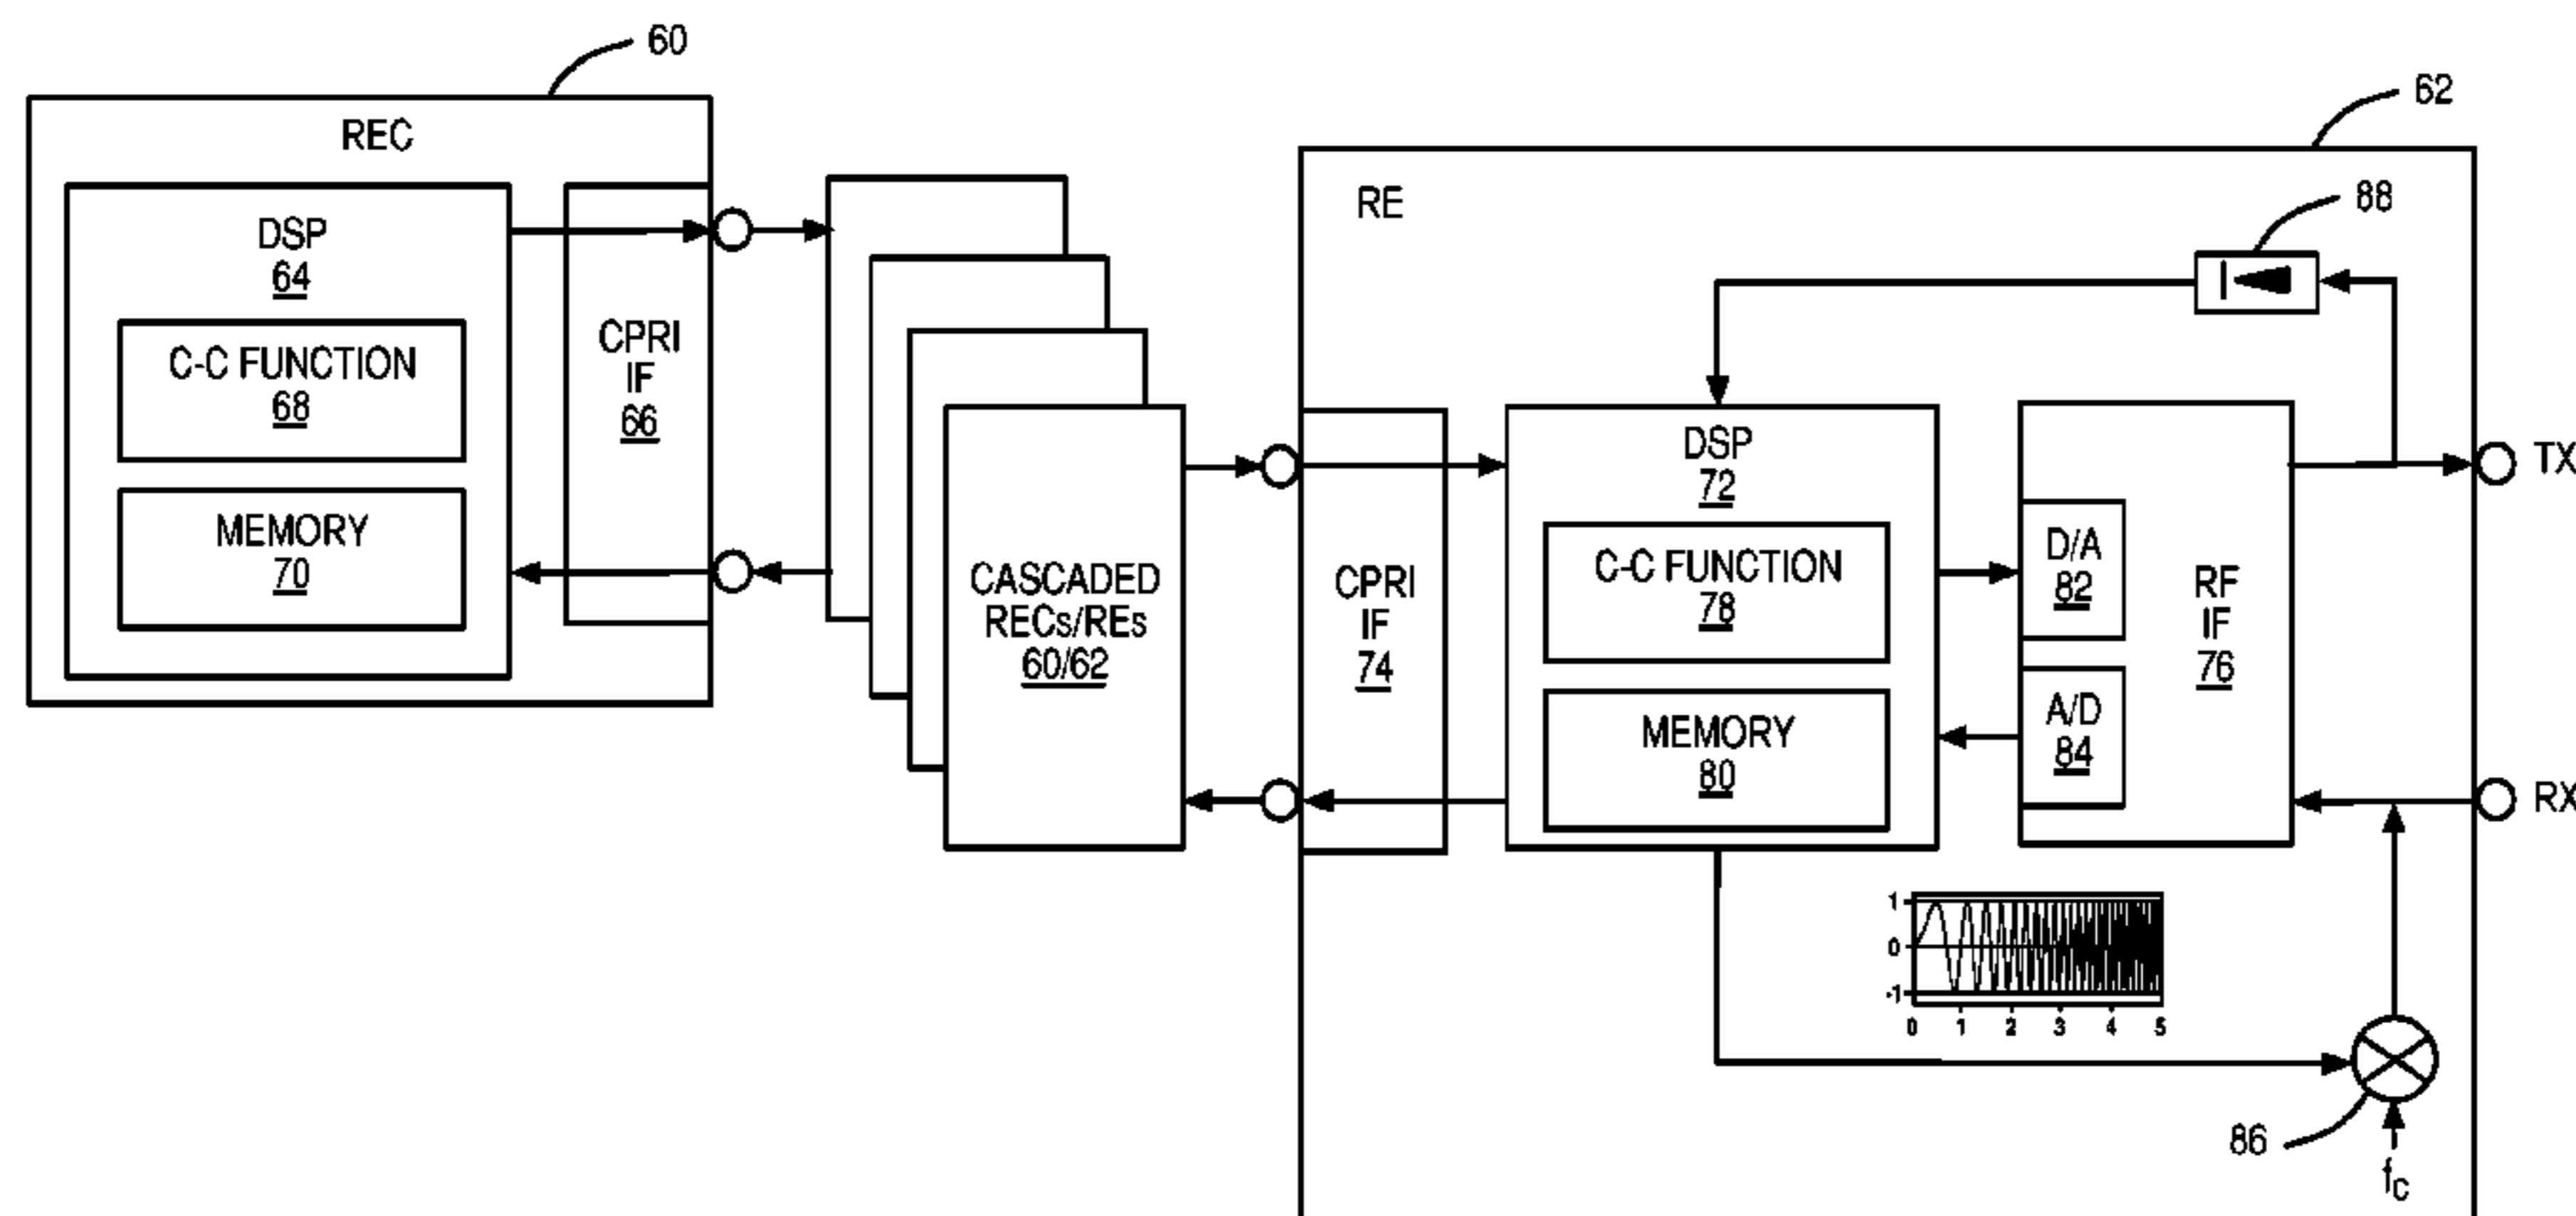 60
REC
DSP
64
C-C FUNCTION
68
MEMORY
70
CPRI
IF
66
CASCADED
RECs/REs
60/62
62
RE
88
CPRI
IF
74
DSP
72
C-C FUNCTION
78
MEMORY
80
D/A
82
A/D
84
RF
IF
76
TX
RX
1
0
-1
0 1 2 3 4 5
86
fC